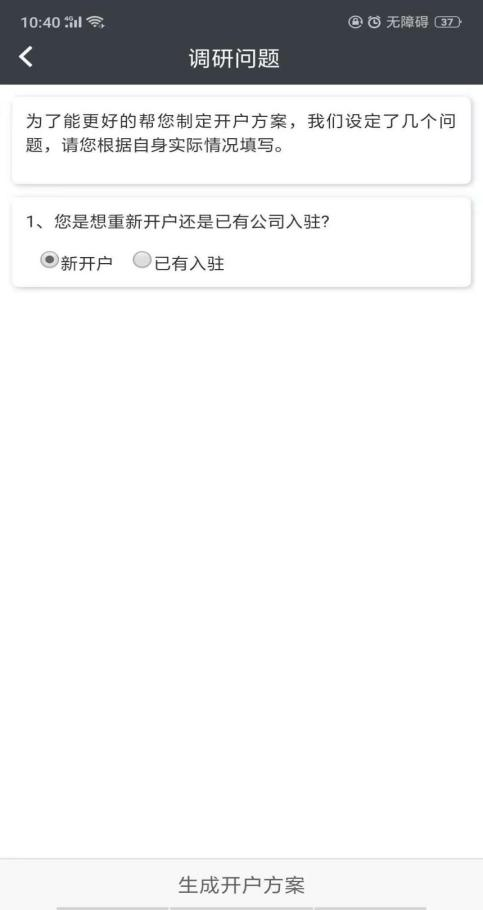 10:40 4G 无障碍 37
调研问题
为了能更好的帮您制定开户方案，我们设定了几个问
题，请您根据自身实际情况填写。
1、您是想重新开户还是已有公司入驻?
新开户 已有入驻
生成开户方案